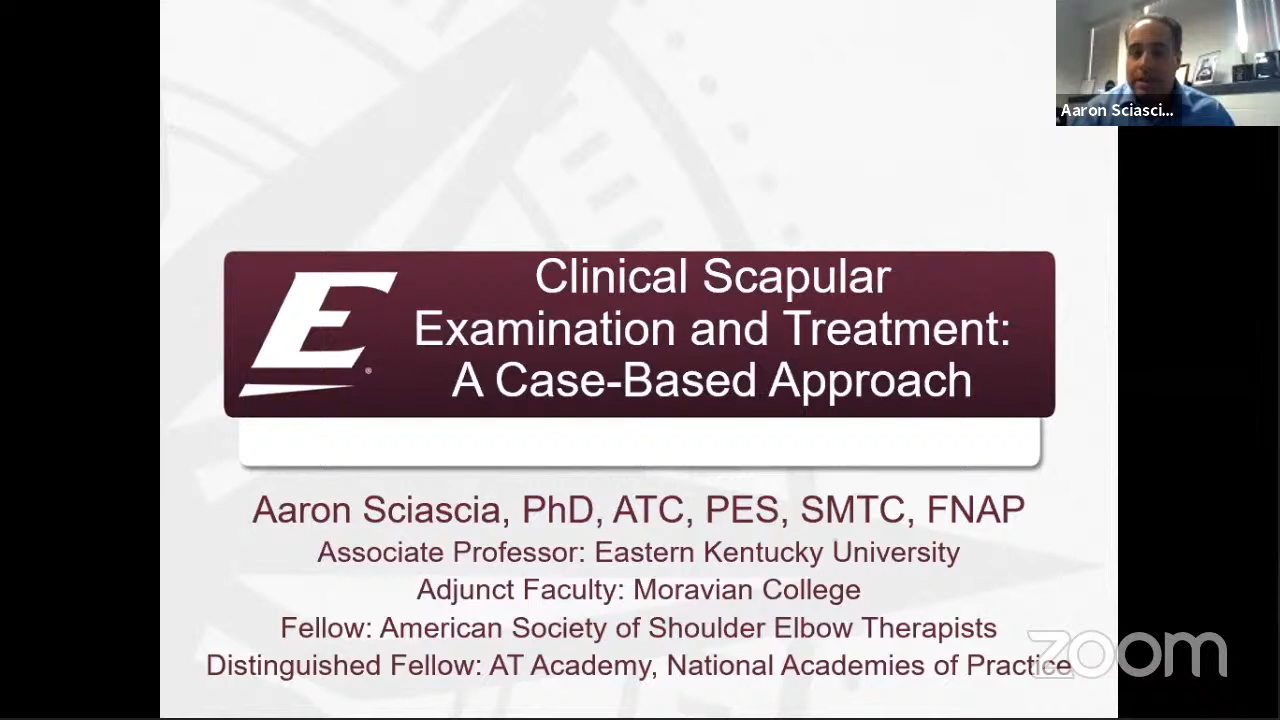 Aaron Sciasci...
E
Clinical Scapular
Examination and Treatment:
A Case-Based Approach
Aaron Sciascia, PhD, ATC, PES, SMTC, FNAP
Associate Professor: Eastern Kentucky University
Adjunct Faculty: Moravian College
Fellow: American Society of Shoulder Elbow Therapists
Distinguished Fellow: AT Academy, National Academies of Practice
zoom